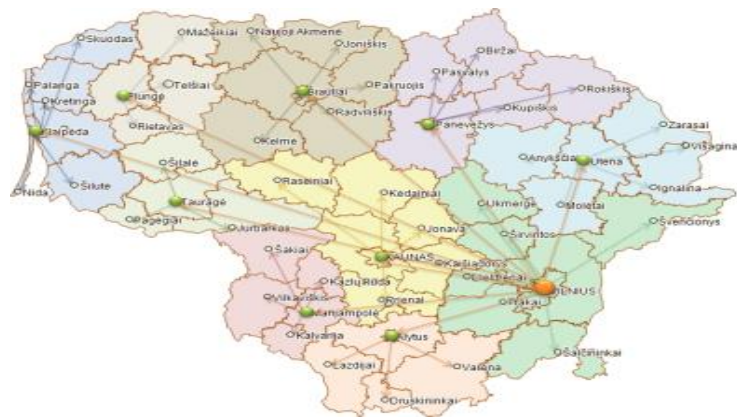 Skuodas
Mažeikiai
Naujoji Akmenė
Joniškis
Biržai
Pasvalys
Palanga
Kretinga
Plungė
Telšiai
Šiauliai
Pakruojis
Rokiškis
Kupiškis
Klaipėda
Rietavas
Radviliškis
Panevėžys
Zarasai
Kelmė
Visagina
Anykščiai
Utena
Šilalė
Nida
Šilutė
Raseiniai
Kėdainiai
Ignalina
Tauragė
Ukmergė
Molėtai
Pagėgiai
Jurbarkas
Jonava
Širvintos
Švenčionys
Šakiai
KAUNAS
Kaišiadorys
Elektrėnai
Kazlų Rūda
VILNIUS
Vilkaviškis
Prienai
Trakai
Marijampolė
Kalvarija
Alytus
Šalčininkai
Lazdijai
Varėna
Druskininkai